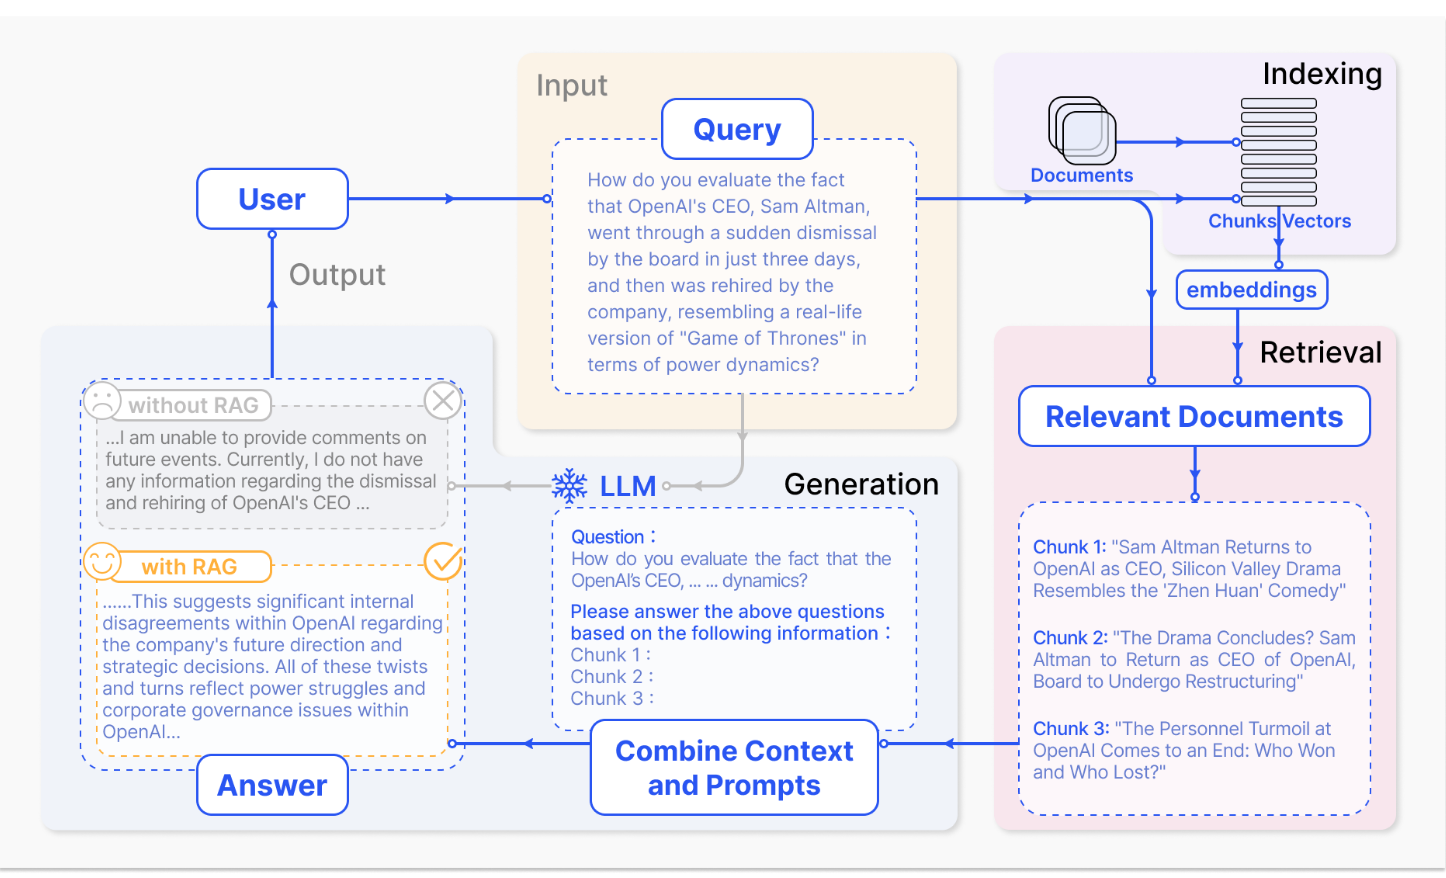 Input
Query
How do you evaluate the fact
that OpenAI's CEO, Sam Altman,
went through a sudden dismissal
by the board in just three days,
and then was rehired by the
company, resembling a real-life
version of "Game of Thrones" in
terms of power dynamics?
Indexing
Documents
Chunks
Vectors
embeddings
User
Output
Retrieval
Relevant Documents
Chunk 1: "Sam Altman Returns to
OpenAI as CEO, Silicon Valley Drama
Resembles the 'Zhen Huan' Comedy"
Chunk 2: "The Drama Concludes? Sam
Altman to Return as CEO of OpenAI,
Board to Undergo Restructuring"
Chunk 3: "The Personnel Turmoil at
OpenAI Comes to an End: Who Won
and Who Lost?"
LLM
Generation
Question :
How do you evaluate the fact that the
OpenAI's CEO, ... ... dynamics?
Please answer the above questions
based on the following information :
Chunk 1 :
Chunk 2 :
Chunk 3 :
Combine Context
and Prompts
without RAG
...I am unable to provide comments on
future events. Currently, I do not have
any information regarding the dismissal
and rehiring of OpenAI's CEO ...
with RAG
......This suggests significant internal
disagreements within OpenAI regarding
the company's future direction and
strategic decisions. All of these twists
and turns reflect power struggles and
corporate governance issues within
OpenAI...
Answer